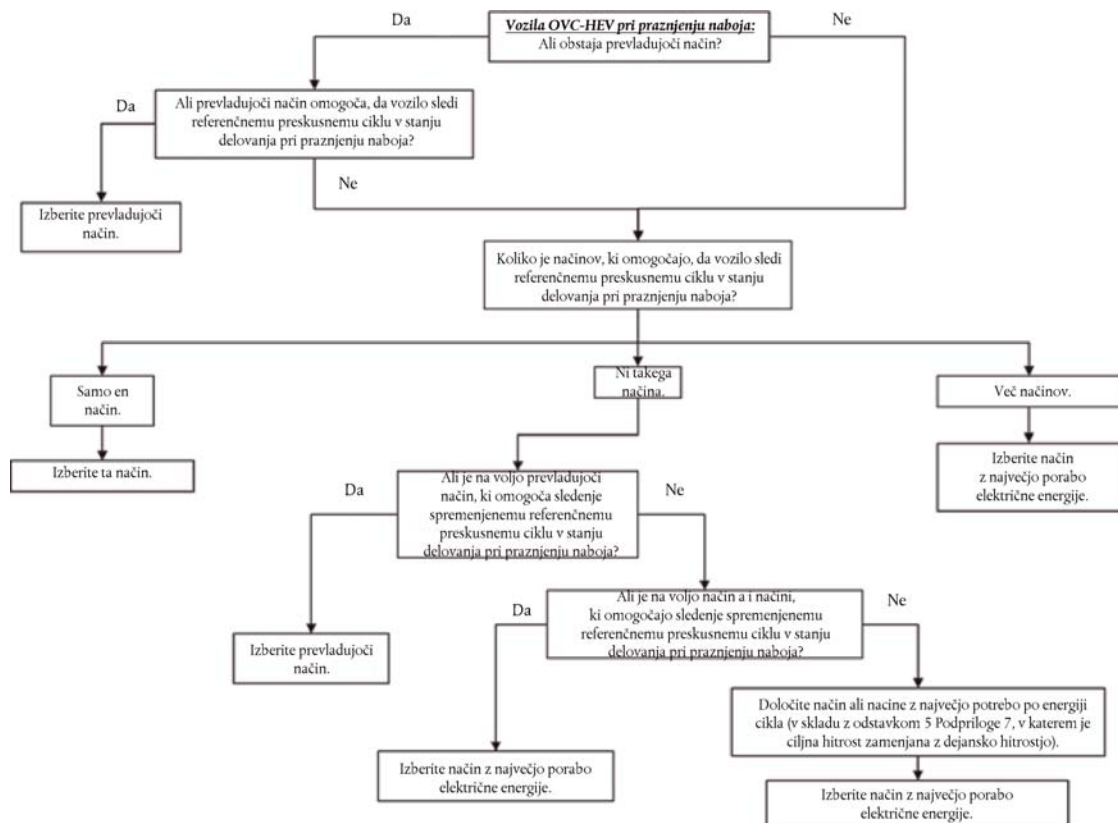 Da
Vozila OVC-HEV pri praznjenju naboja:
Ali obstaja prevladujoči način?
Ne
Da
Ali prevladujoči način omogoča, da vozilo sledi
referenčnemu preskusnemu ciklu v stanju
delovanja pri praznjenju naboja?
Ne
Izberite prevladujoči
način.
Koliko je načinov, ki omogočajo, da vozilo sledi
referenčnemu preskusnemu ciklu v stanju
delovanja pri praznjenju naboja?
Samo en
način.
Ni takega
načina.
Več načinov.
Izberite ta način.
Izberite način
z največjo porabo
električne energije.
Da
Ali je na voljo prevladujoči
način, ki omogoča sledenje
spremenjenemu referenčnemu
preskusnemu ciklu v stanju
delovanja pri praznjenju naboja?
Ne
Izberite prevladujoči
način.
Da
Ali je na voljo način a i načini,
ki omogočajo sledenje spremenjenemu
referenčnemu preskusnemu ciklu v stanju
delovanja pri praznjenju naboja?
Ne
Izberite način z največjo porabo
električne energije.
Določite način ali nacine z največjo potrebo po energiji
cikla (v skladu z odstavkom 5 Podpriloge 7, v katerem je
ciljna hitrost zamenjana z dejansko hitrostjo).
Izberite način z največjo porabo
električne energije.